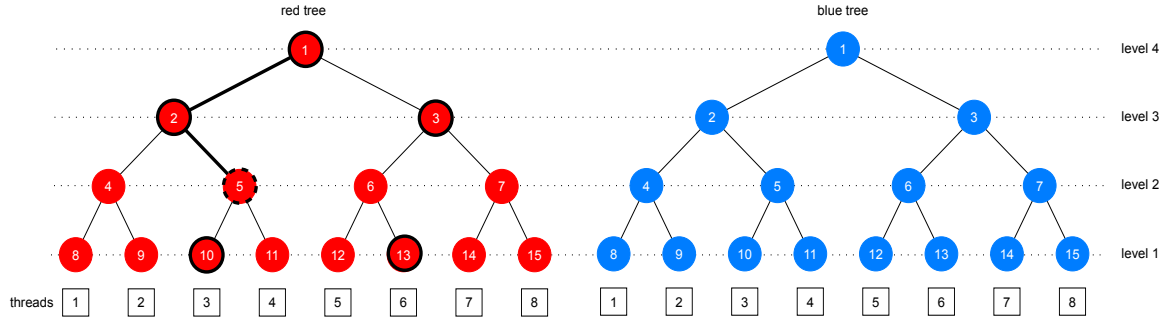 red tree blue tree
1 1 level 4
2 3 2 3 level 3
4 5 6 7 4 5 6 7 level 2
8 9 10 11 12 13 14 15 8 9 10 11 12 13 14 15 level 1
threads 1 2 3 4 5 6 7 8 1 2 3 4 5 6 7 8